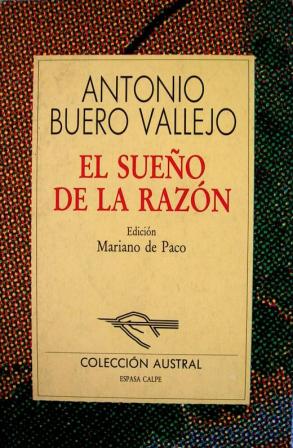 ANTONIO
BUERO VALLEJO
EL SUEÑO
DE LA RAZÓN
Edición
Mariano de Paco
COLECCIÓN AUSTRAL
ESPASA CALPE